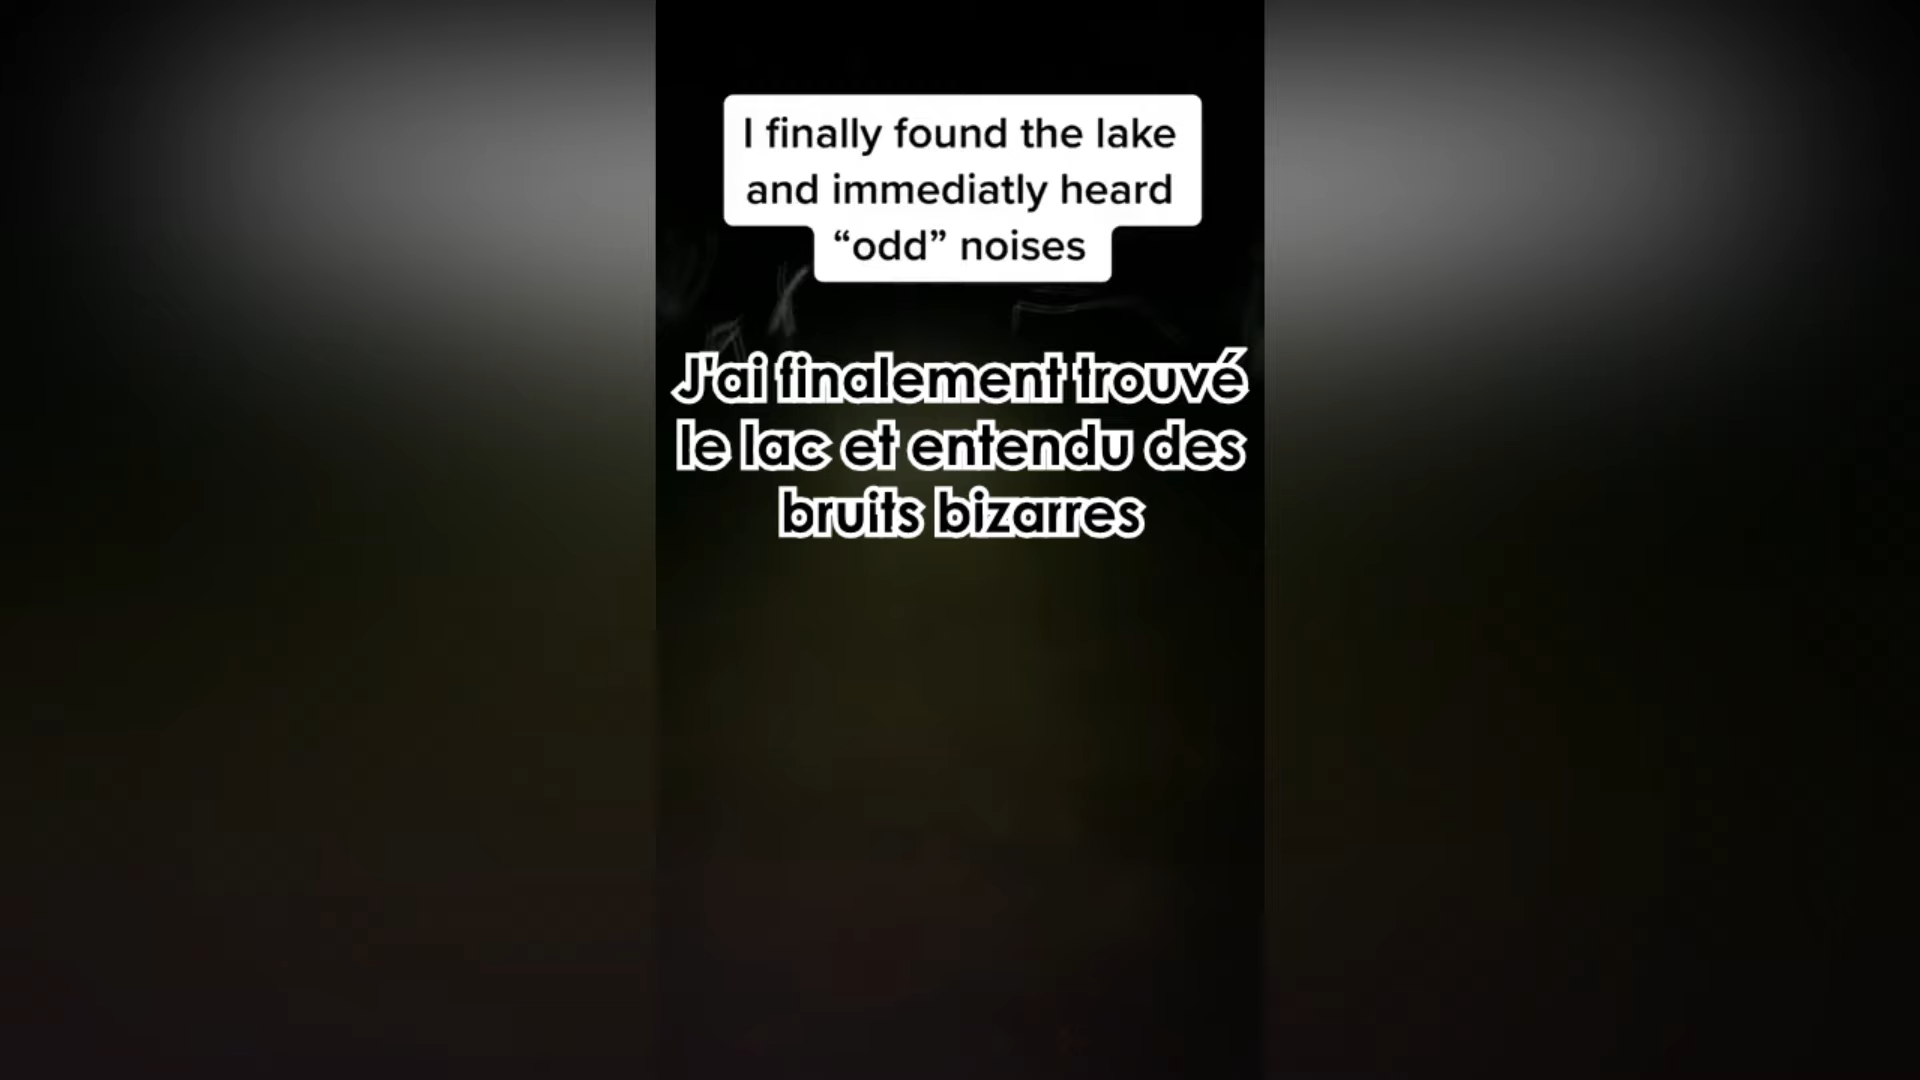 I finally found the lake
and immediatly heard
“odd” noises
J'ai finalement trouvé
le lac et entendu des
bruits bizarres